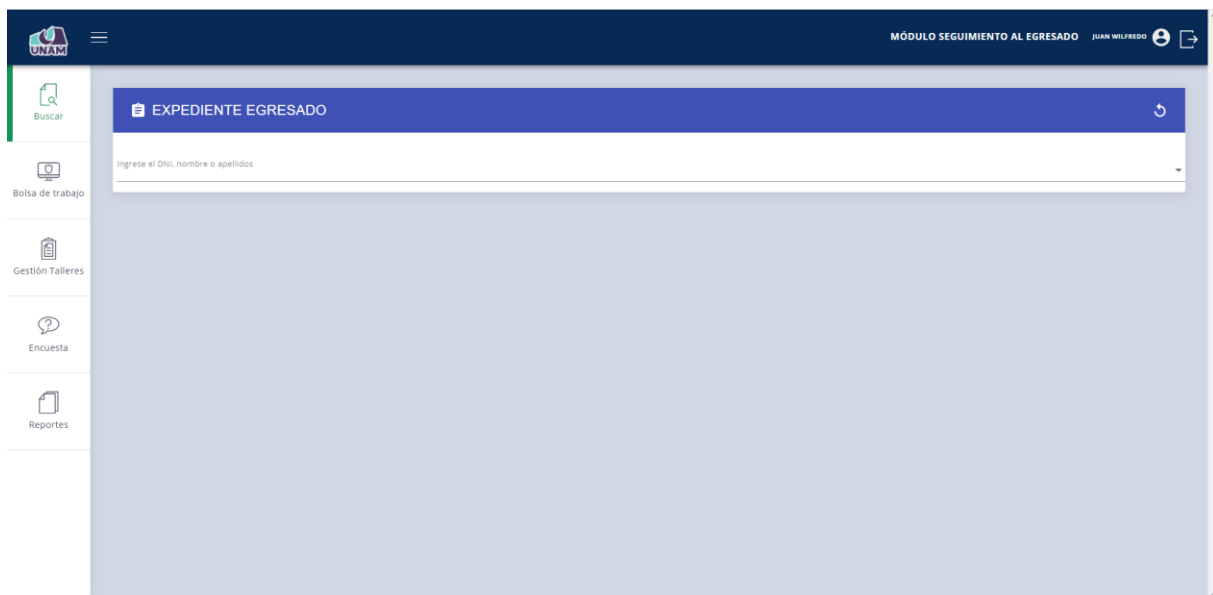 UNAM
MÓDULO SEGUIMIENTO AL EGRESADO JUAN WILFREDO
Buscar
EXPEDIENTE EGRESADO
Ingrese el DNI, nombre o apellidos
Bolsa de trabajo
Gestión Talleres
Encuesta
Reportes